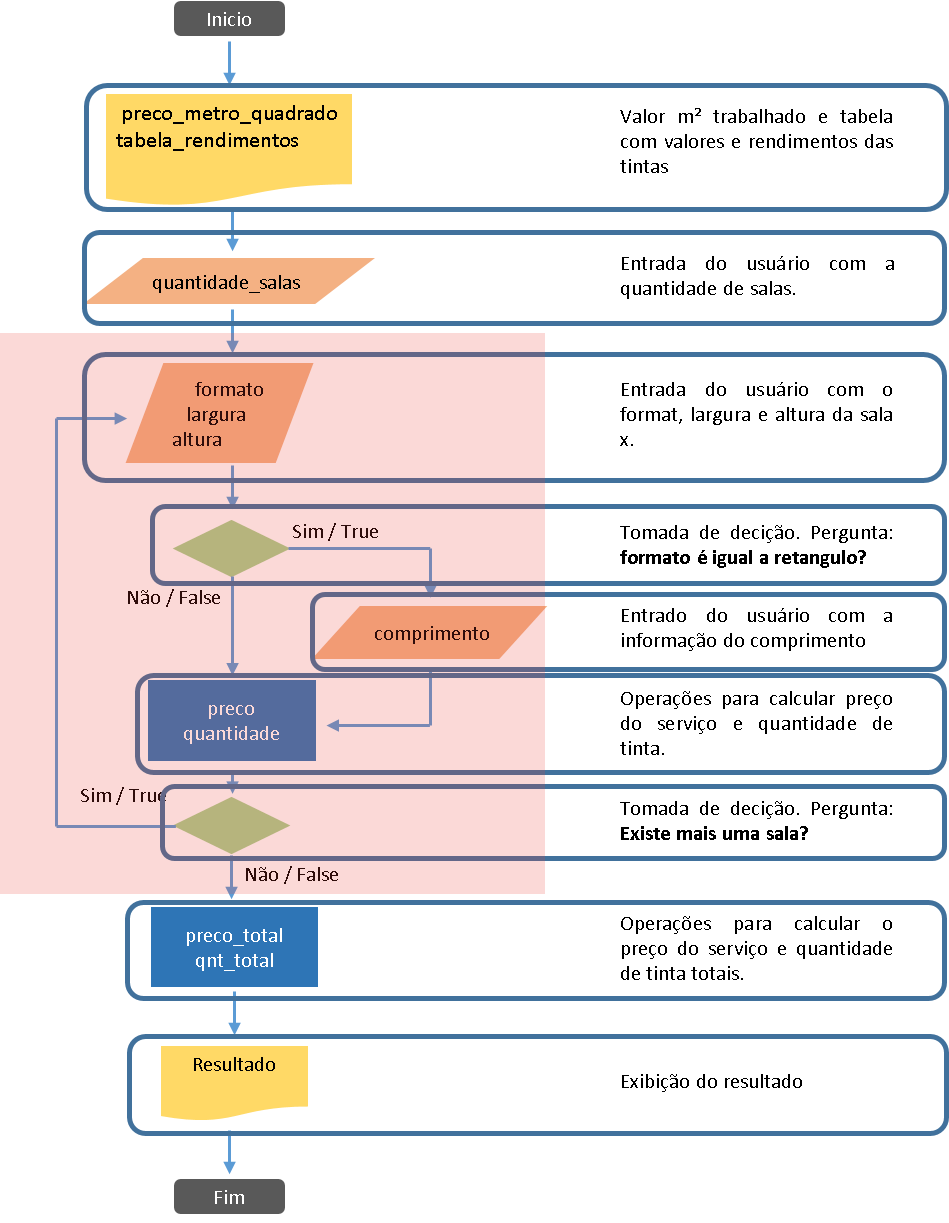 Inicio
preco_metro_quadrado
tabela_rendimentos
Valor m² trabalhado e tabela
com valores e rendimentos das
tintas
quantidade_salas
Entrada do usuário com a
quantidade de salas.
formato
largura
altura
Entrada do usuário com o
format, largura e altura da sala
x.
Sim / True
Tomada de decição. Pergunta:
formato é igual a retangulo?
Não / False
comprimento
Entrado do usuário com a
informação do comprimento
preco
quantidade
Operações para calcular preço
do serviço e quantidade de
tinta.
Sim / True
Tomada de decição. Pergunta:
Existe mais uma sala?
Não / False
preco_total
qnt_total
Operações para calcular o
preço do serviço e quantidade
de tinta totais.
Resultado
Exibição do resultado
Fim